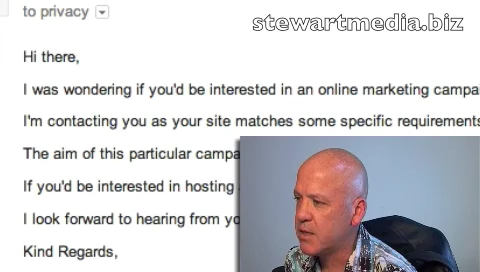 to privacy
stewartmedia.biz
Hi there,
I was wondering if you'd be interested in an online marketing
I'm contacting you as your site matches some specific requirements
The aim of this particular
If you'd be interested in hosting
I look forward to hearing from
Kind Regards,